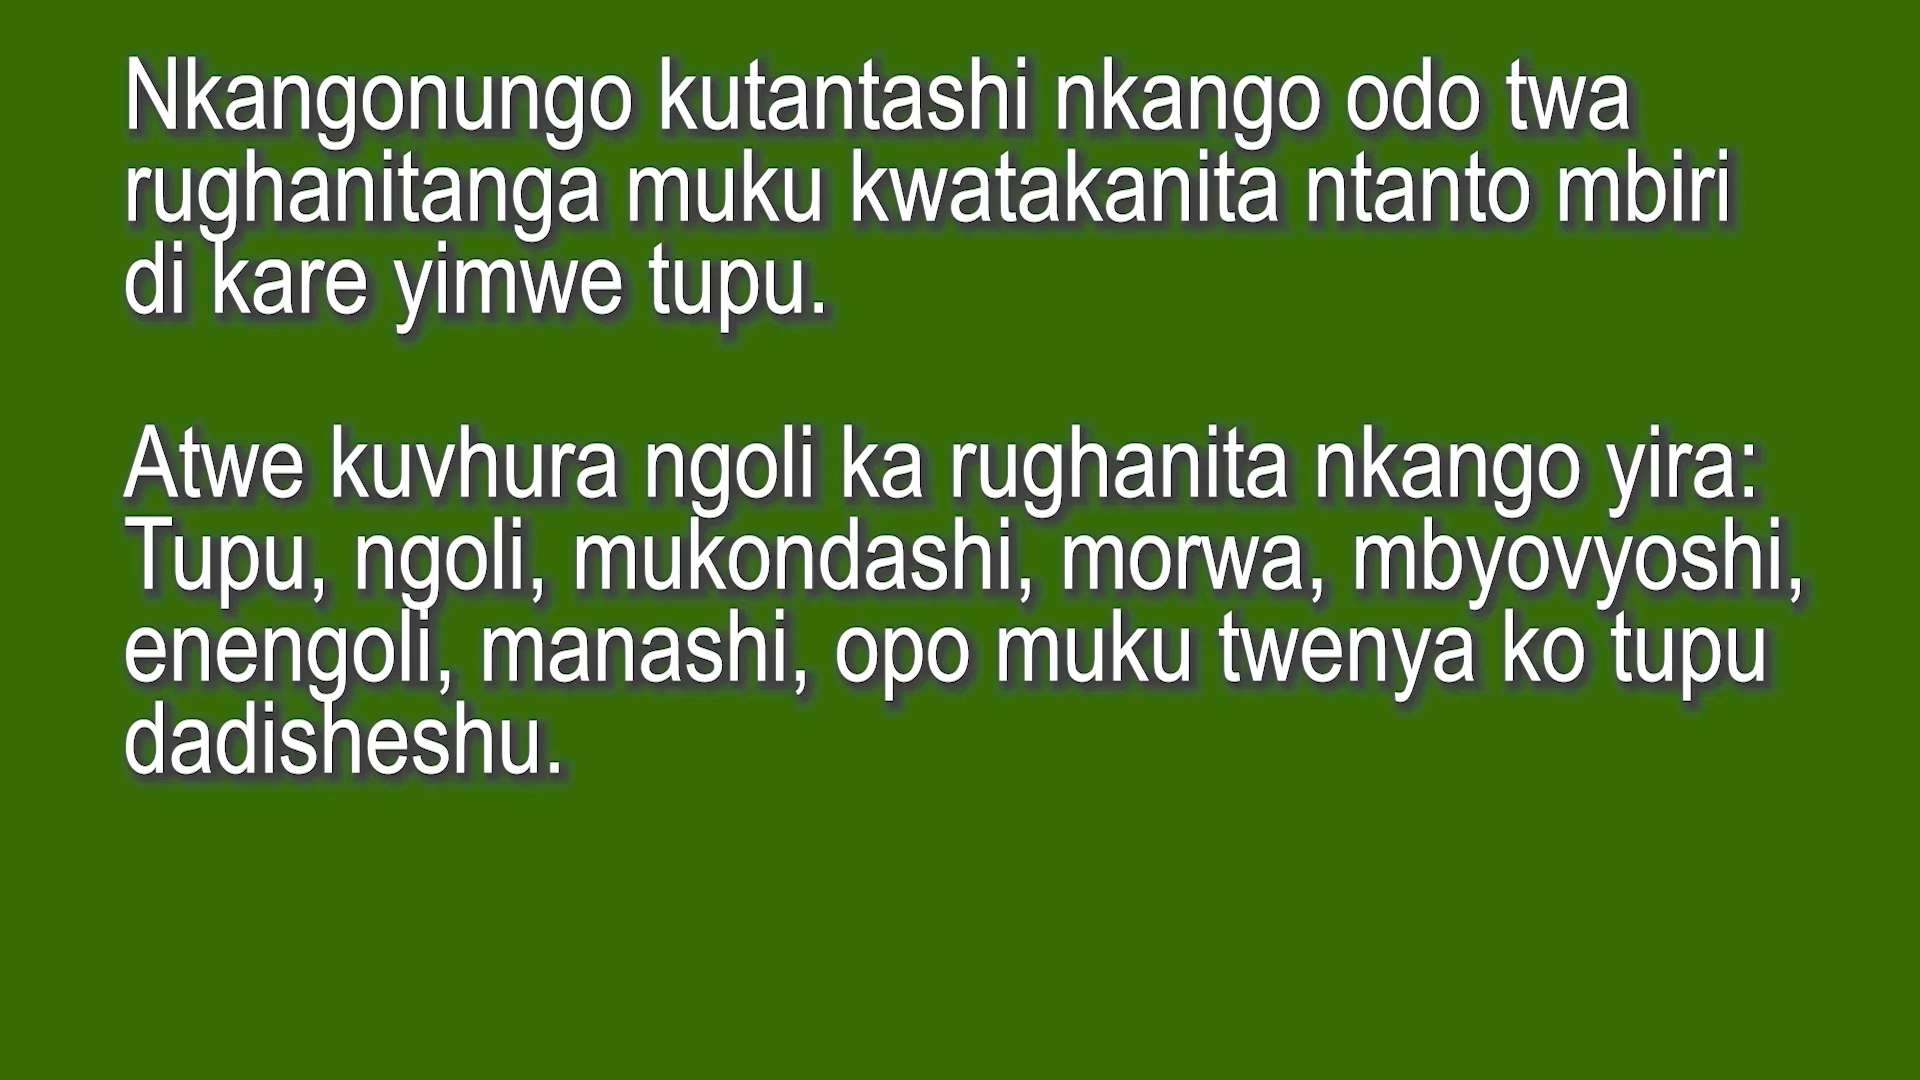 Nkangonungo kutantashi nkango odo twa
rughanitanga muku kwatakanita ntanto mbiri
di kare yimwe tupu.
Atwe kuvhura ngoli ka rughanita nkango yira:
Tupu, ngoli, mukondashi, morwa, mbyovyoshi,
enengoli, manashi, opo muku twenya ko tupu
dadisheshu.